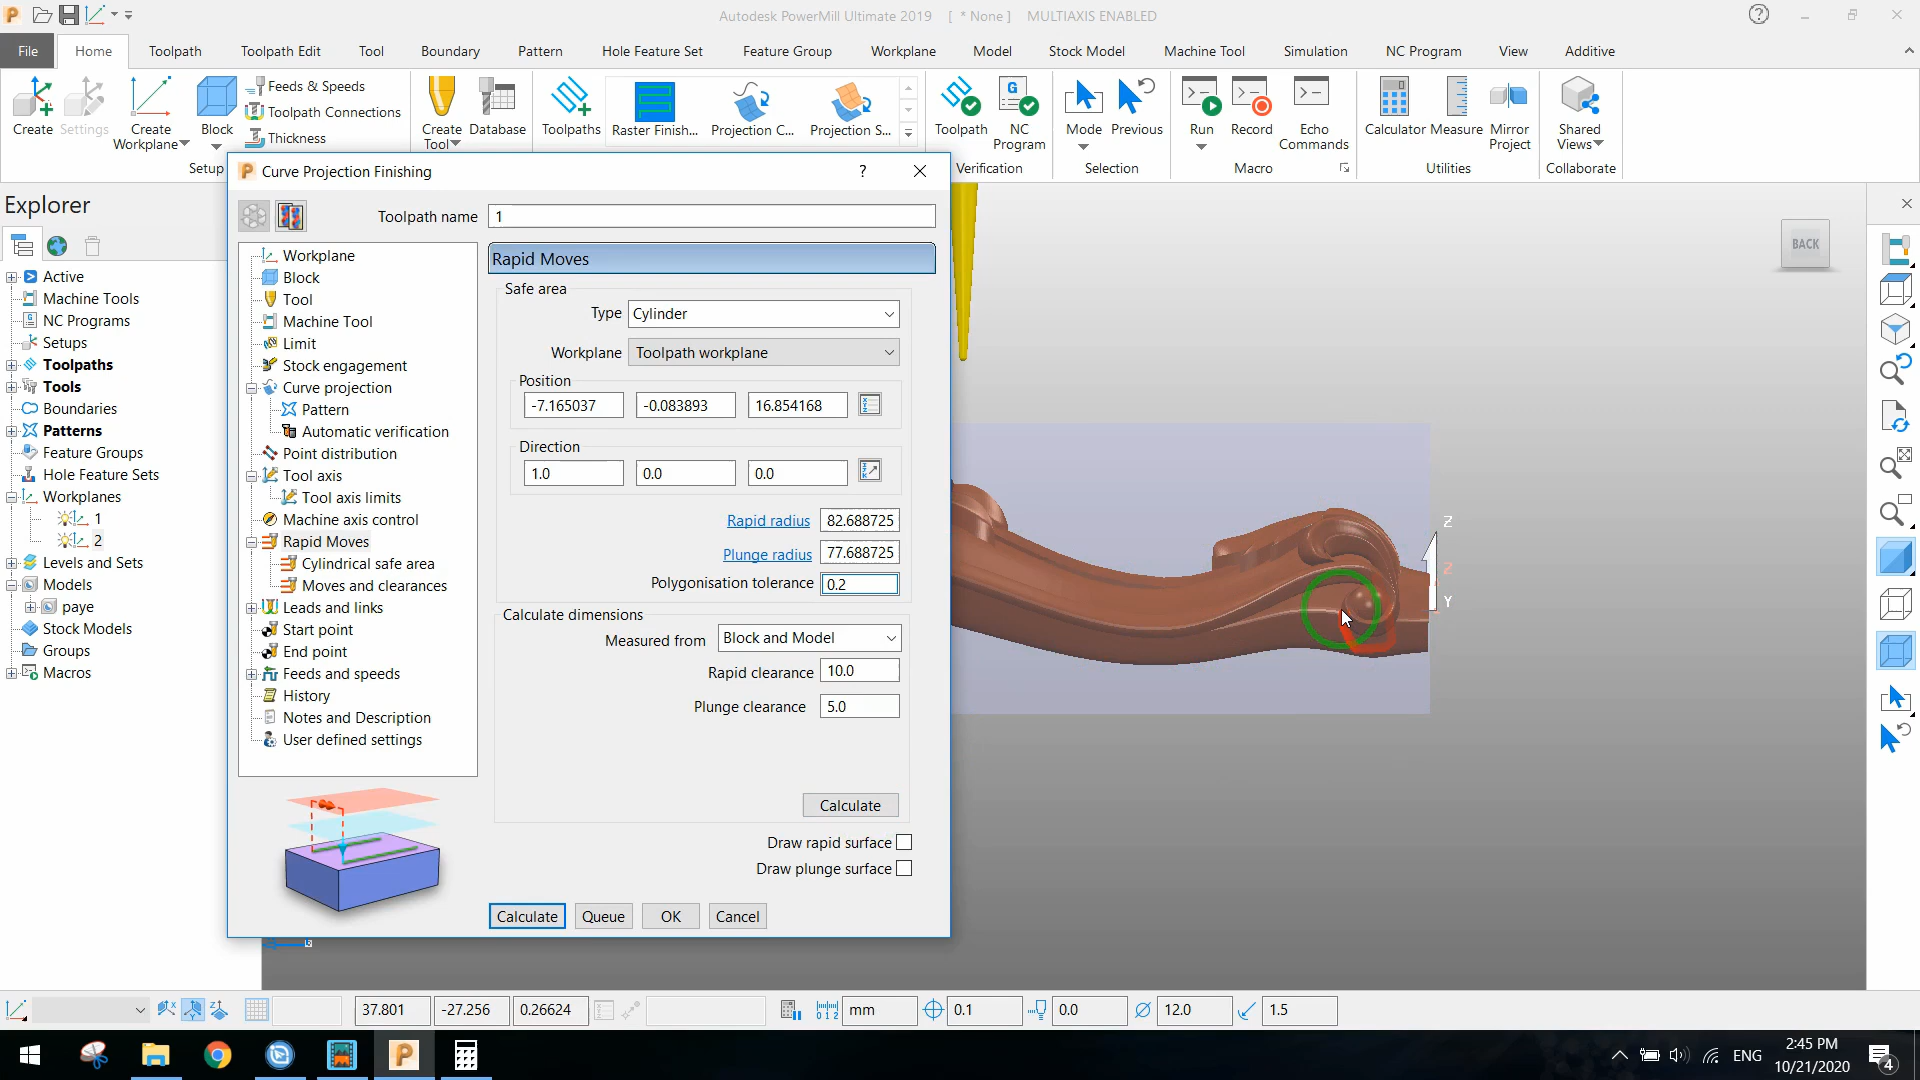 Autodesk PowerMill Ultimate 2019 [ * None ] MULTIAXIS ENABLED
File Home Toolpath Toolpath Edit Tool Boundary Pattern Hole Feature Set Feature Group Workplane Model Stock Model Machine Tool Simulation NC Program View Additive
Create
Settings
Create Workplane
Block
Feeds & Speeds
Toolpath Connections
Thickness
Setup
Create Tool
Database
Toolpaths
Raster Finish...
Projection C...
Projection S...
Toolpath
NC Program
Verification
Mode
Previous
Selection
Run
Record
Echo Commands
Macro
Calculator
Measure
Mirror Project
Utilities
Shared Views
Collaborate
Explorer
Active
Machine Tools
NC Programs
Setups
Toolpaths
Tools
Boundaries
Patterns
Feature Groups
Hole Feature Sets
Workplanes
1
2
Levels and Sets
Models
paye
Stock Models
Groups
Macros
Curve Projection Finishing
?
Toolpath name 1
Workplane
Block
Tool
Machine Tool
Limit
Stock engagement
Curve projection
Pattern
Automatic verification
Point distribution
Tool axis
Tool axis limits
Machine axis control
Rapid Moves
Cylindrical safe area
Moves and clearances
Leads and links
Start point
End point
Feeds and speeds
History
Notes and Description
User defined settings
Rapid Moves
Safe area
Type Cylinder
Workplane Toolpath workplane
Position
-7.165037 -0.083893 16.854168
Direction
1.0 0.0 0.0
Rapid radius 82.688725
Plunge radius 77.688725
Polygonisation tolerance 0.2
Calculate dimensions
Measured from Block and Model
Rapid clearance 10.0
Plunge clearance 5.0
Calculate
Draw rapid surface
Draw plunge surface
Calculate Queue OK Cancel
BACK
Z
Z
Y
37.801 -27.256 0.26624 mm 0.1 0.0 12.0 1.5
ENG
2:45 PM
10/21/2020
4